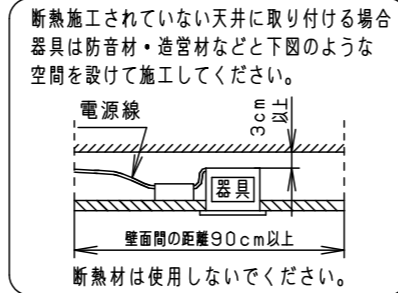 断熱施工されていない天井に取り付ける場合
器具は防音材・造営材などと下図のような
空間を設けて施工してください。
電源線
3cm
以上
器具
壁面間の距離90cm以上
断熱材は使用しないでください。